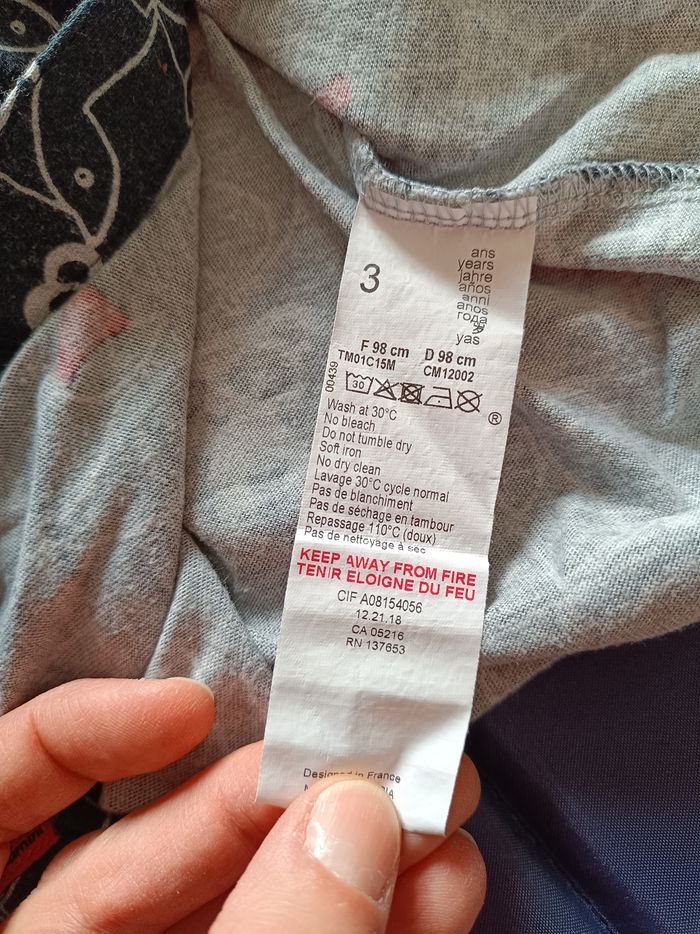 3
ans
years
jahre
años
anni
anos
года
yas
F 98 cm D 98 cm
TM01C15M CM12002
00439
30
®
Wash at 30°C
No bleach
Do not tumble dry
Soft iron
No dry clean
Lavage 30°C cycle normal
Pas de blanchiment
Pas de séchage en tambour
Repassage 110°C (doux)
Pas de nettoyage à sec
KEEP AWAY FROM FIRE
TENIR ELOIGNE DU FEU
CIF A08154056
12.21.18
CA 05216
RN 137653
Designed in France